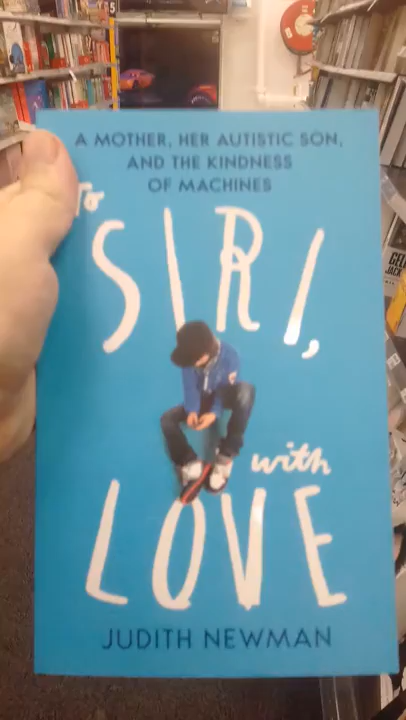 A MOTHER, HER AUTISTIC SON,
AND THE KINDNESS
OF MACHINES
To
SIRI,
with
LOVE
JUDITH NEWMAN